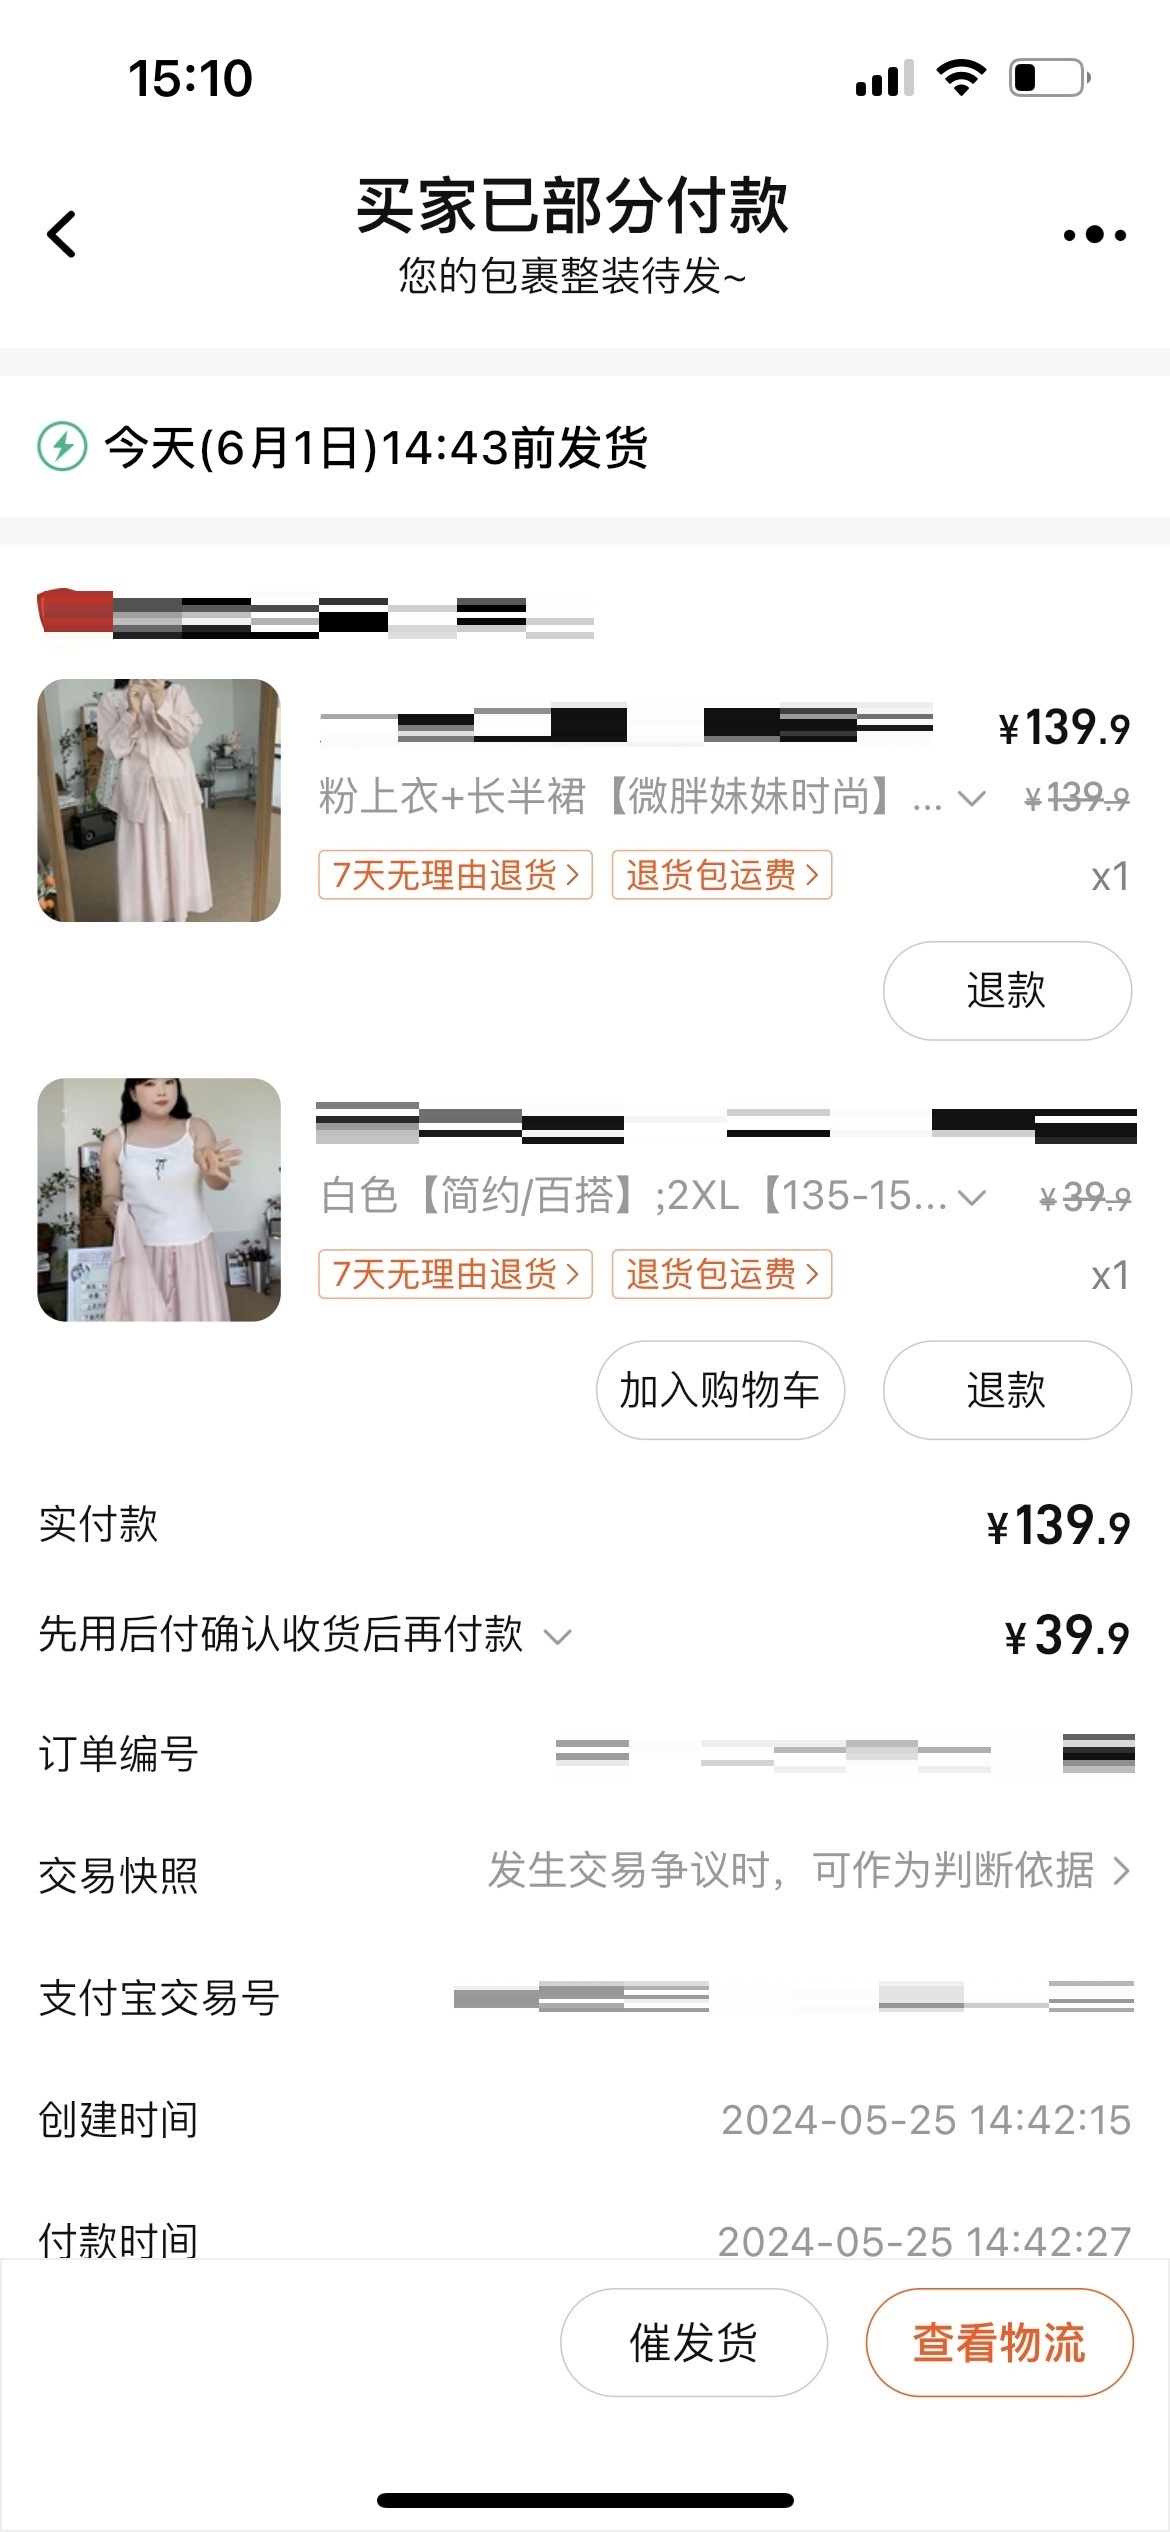 15:10
买家已部分付款
您的包裹整装待发~
今天(6月1日)14:43前发货
¥139.9
粉上衣+长半裙【微胖妹妹时尚】... ¥139.9
7天无理由退货 退货包运费 x1
退款
白色【简约/百搭】;2XL【135-15... ¥39.9
7天无理由退货 退货包运费 x1
加入购物车 退款
实付款 ¥139.9
先用后付确认收货后再付款 ¥39.9
订单编号
交易快照 发生交易争议时，可作为判断依据
支付宝交易号
创建时间 2024-05-25 14:42:15
付款时间 2024-05-25 14:42:27
催发货 查看物流